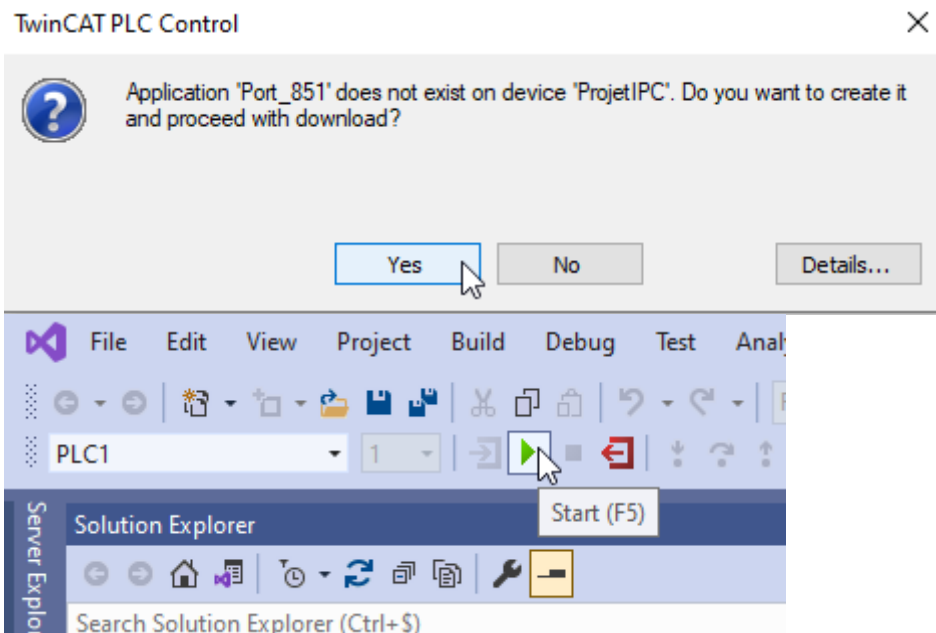 TwinCAT PLC Control
Application 'Port_851' does not exist on device 'ProjetIPC'. Do you want to create it
and proceed with download?
Yes No Details...
File Edit View Project Build Debug Test Anal
PLC1 1
Start (F5)
Server Explo
Solution Explorer
Search Solution Explorer (Ctrl+$)